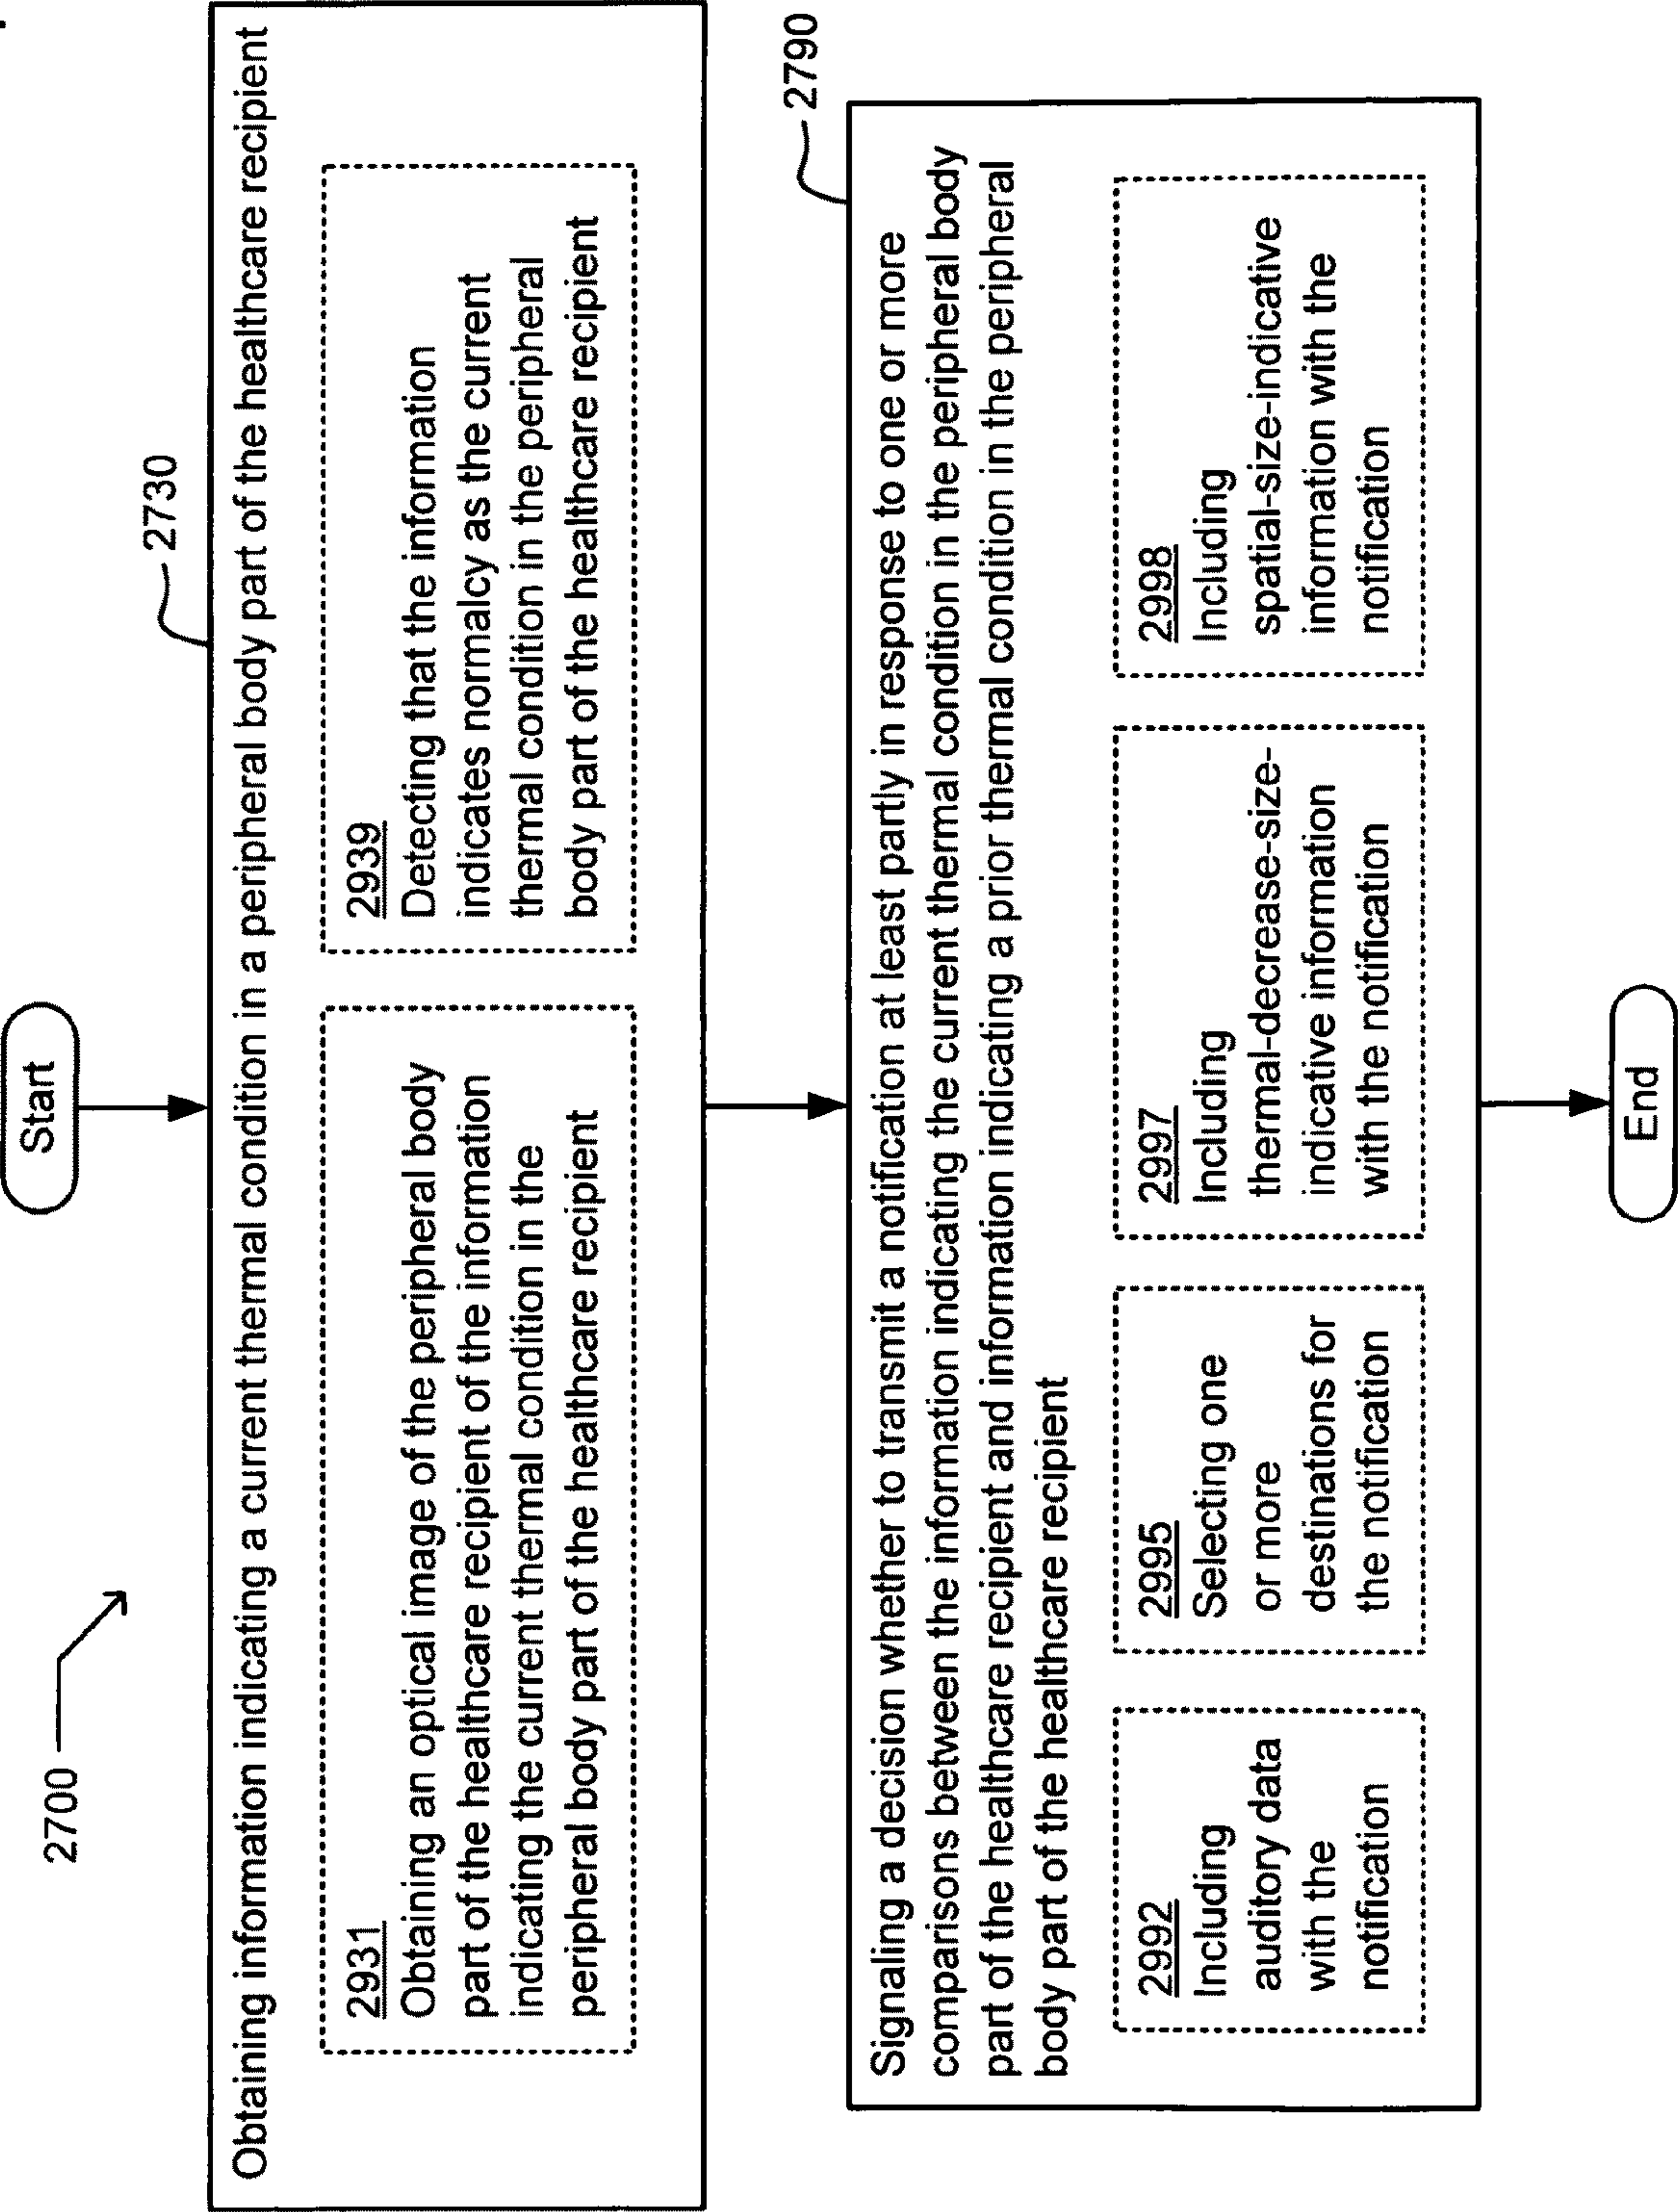 2700
Start
2730
Obtaining information indicating a current thermal condition in a peripheral body part of the healthcare recipient
2931
Obtaining an optical image of the peripheral body
part of the healthcare recipient of the information
indicating the current thermal condition in the
peripheral body part of the healthcare recipient
2939
Detecting that the information
indicates normalcy as the current
thermal condition in the peripheral
body part of the healthcare recipient
2790
Signaling a decision whether to transmit a notification at least partly in response to one or more
comparisons between the information indicating the current thermal condition in the peripheral body
part of the healthcare recipient and information indicating a prior thermal condition in the peripheral
body part of the healthcare recipient
2992
Including
auditory data
with the
notification
2995
Selecting one
or more
destinations for
the notification
2997
Including
thermal-decrease-size-
indicative information
with the notification
2998
Including
spatial-size-indicative
information with the
notification
End